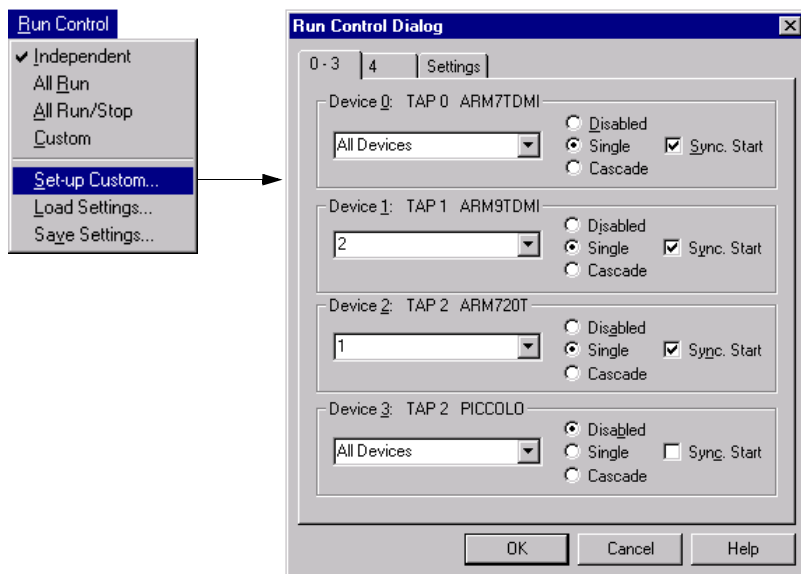 Run Control
Independent
All Run
All Run/Stop
Custom
Set-up Custom...
Load Settings...
Save Settings...
Run Control Dialog
0 - 3
4
Settings
Device 0: TAP 0 ARM7TDMI
All Devices
Disabled
Single
Cascade
Sync. Start
Device 1: TAP 1 ARM9TDMI
2
Disabled
Single
Cascade
Sync. Start
Device 2: TAP 2 ARM720T
1
Disabled
Single
Cascade
Sync. Start
Device 3: TAP 2 PICCOLO
All Devices
Disabled
Single
Cascade
Sync. Start
OK
Cancel
Help